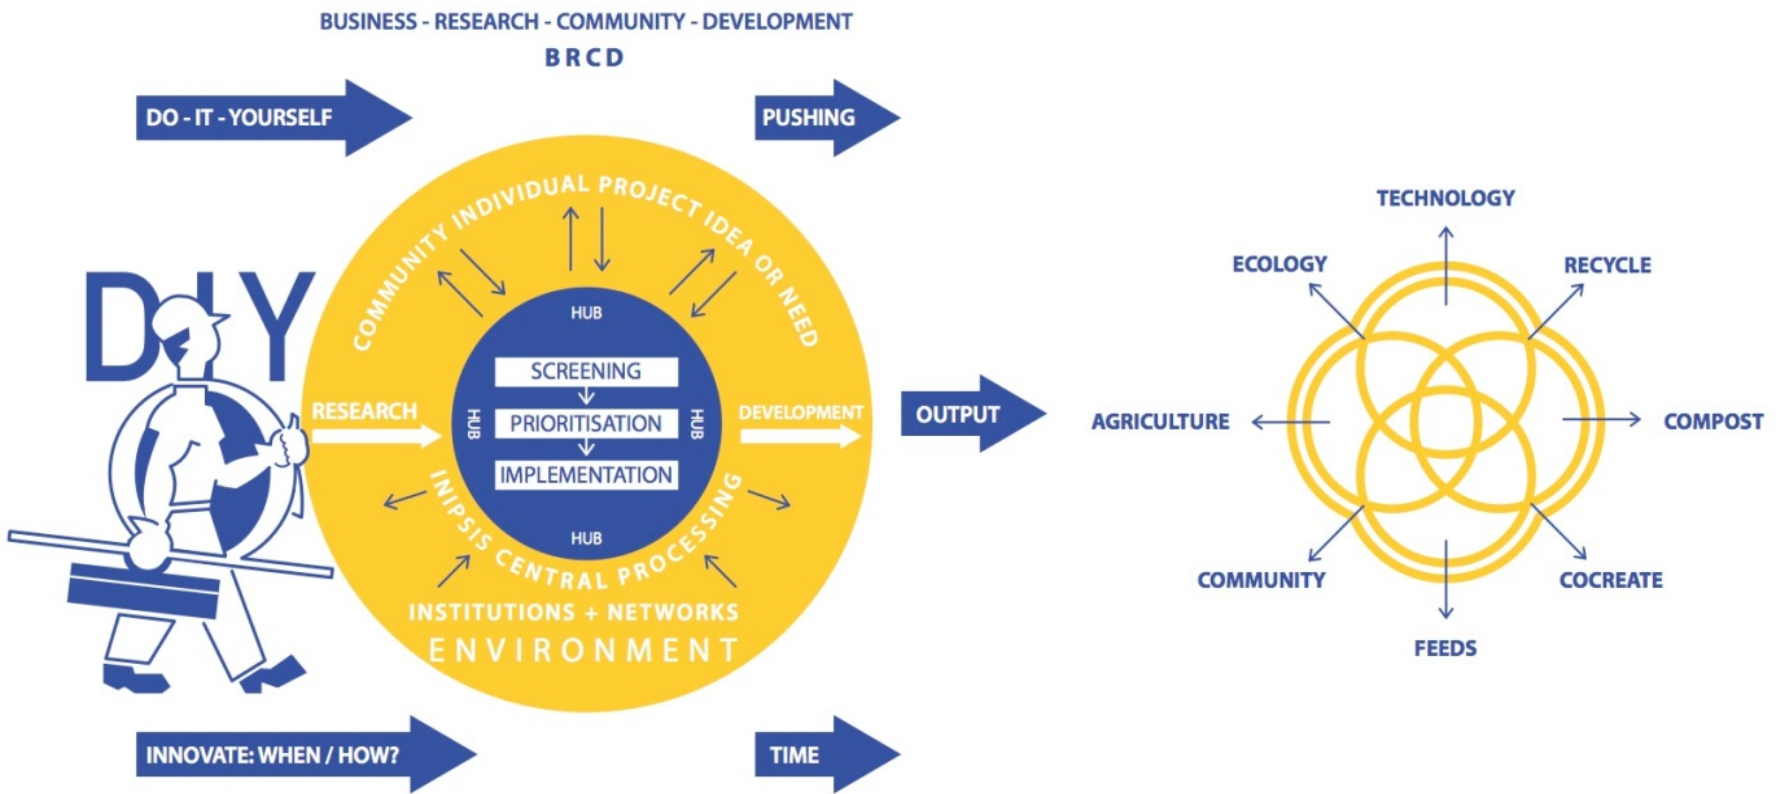 BUSINESS - RESEARCH - COMMUNITY - DEVELOPMENT
BRCD
DO - IT - YOURSELF
PUSHING
DIY
COMMUNITY INDIVIDUAL PROJECT IDEA OR NEED
HUB
SCREENING
RESEARCH
HUB
PRIORITISATION
HUB
DEVELOPMENT
IMPLEMENTATION
HUB
INIPSIS CENTRAL PROCESSING
INSTITUTIONS + NETWORKS
ENVIRONMENT
INNOVATE: WHEN / HOW?
TIME
OUTPUT
TECHNOLOGY
ECOLOGY
RECYCLE
AGRICULTURE
COMPOST
COMMUNITY
COCREATE
FEEDS